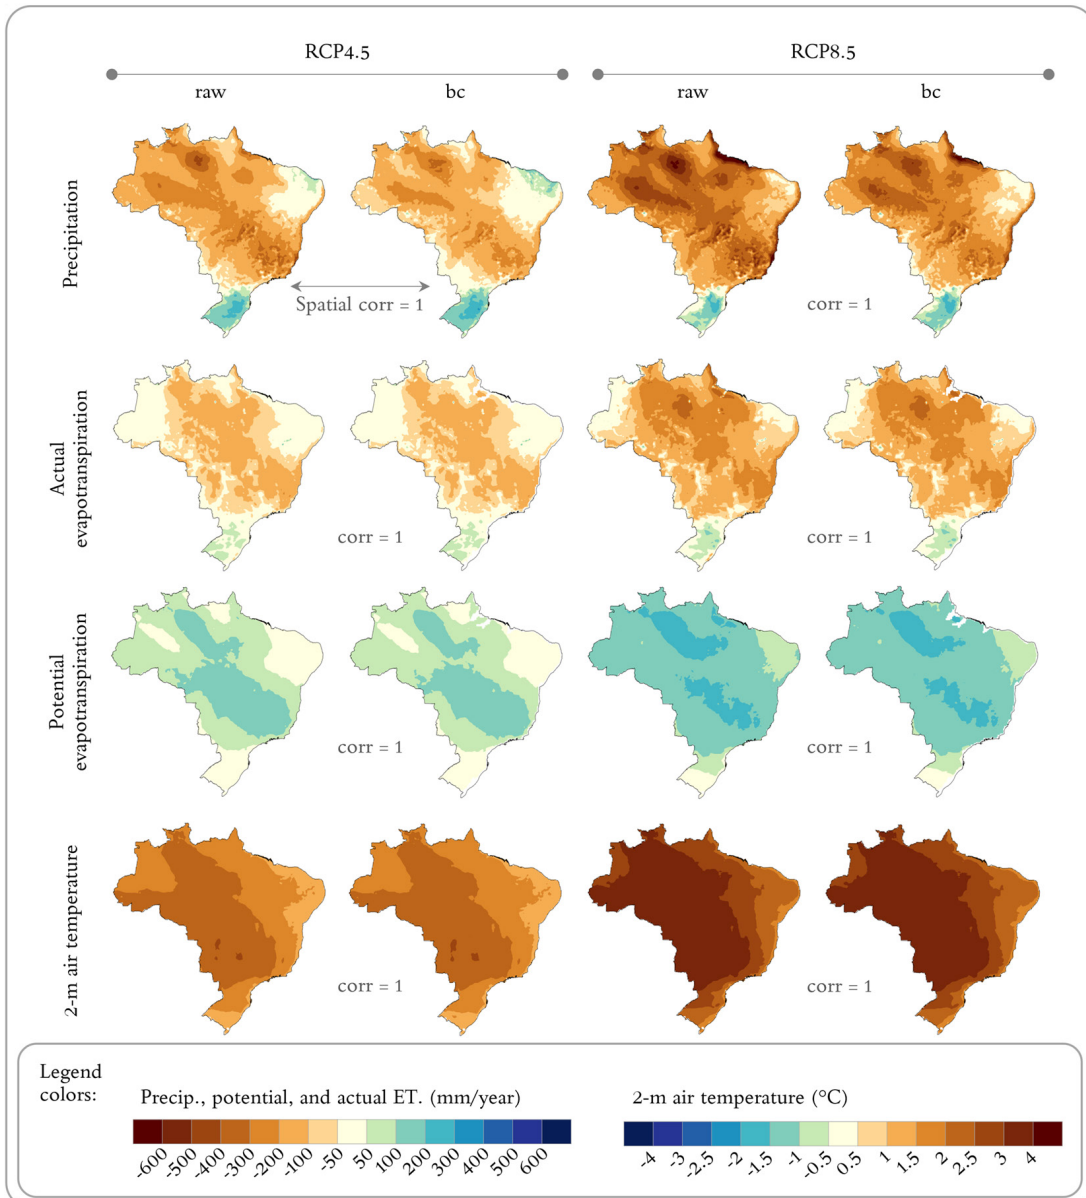 RCP4.5 RCP8.5
raw bc raw bc
Precipitation
Spatial corr = 1
corr = 1
Actual
evapotranspiration
corr = 1
corr = 1
Potential
evapotranspiration
corr = 1
corr = 1
2-m air temperature
corr = 1
corr = 1
Legend
colors:
Precip., potential, and actual ET. (mm/year)
-600 -500 -400 -300 -200 -100 -50 50 100 200 300 400 500 600
2-m air temperature (°C)
-4 -3 -2.5 -2 -1.5 -1 -0.5 0.5 1 1.5 2 2.5 3 4